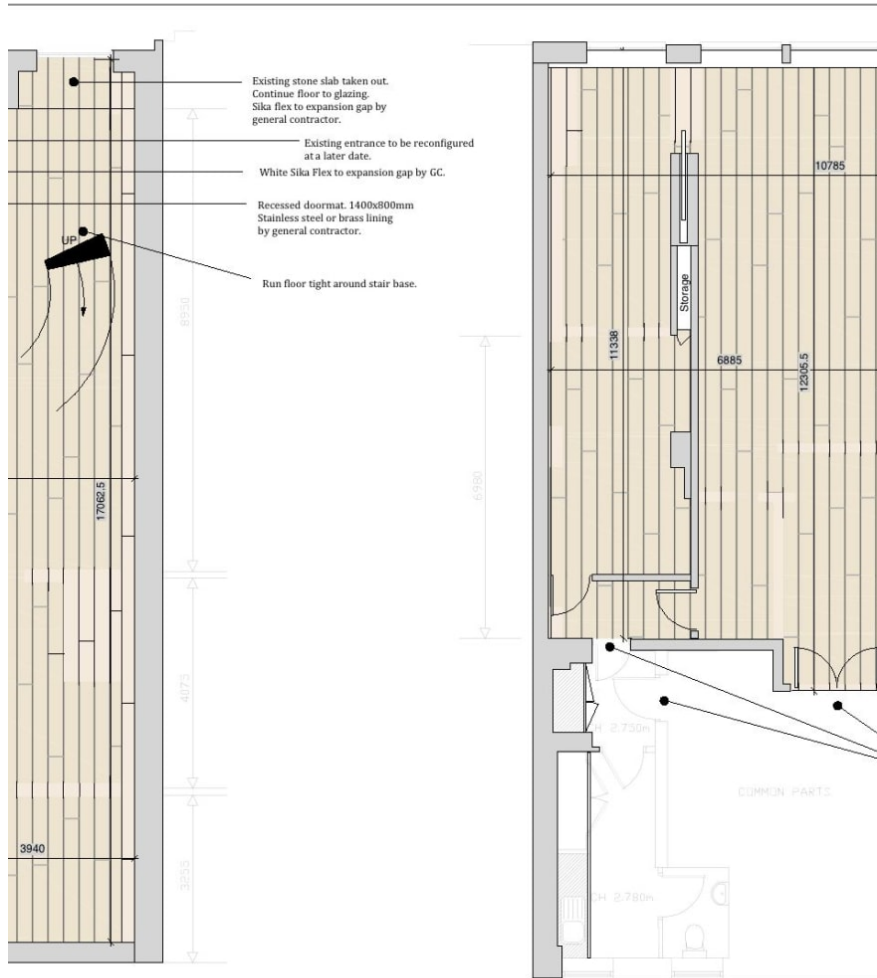 Existing stone slab taken out.
Continue floor to glazing.
Sika flex to expansion gap by
general contractor.
Existing entrance to be reconfigured
at a later date.
White Sika Flex to expansion gap by GC.
Recessed doormat. 1400x800mm
Stainless steel or brass lining
by general contractor.
UP
Run floor tight around stair base.
8950
17062.5
4075
3940
3255
10785
Storage
11338
6885
12305.5
6980
CH 2.750m
COMMON PARTS
CH 2.780m